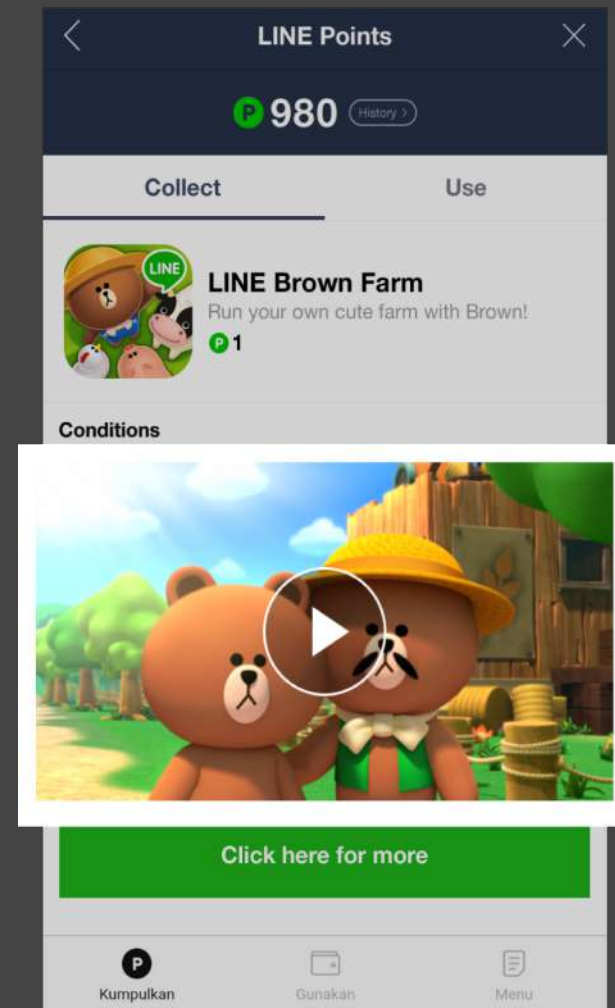 LINE Points
P 980 History >
Collect
Use
LINE
LINE Brown Farm
Run your own cute farm with Brown!
P 1
Conditions
Click here for more
P
Kumpulkan
Gunakan
Menu